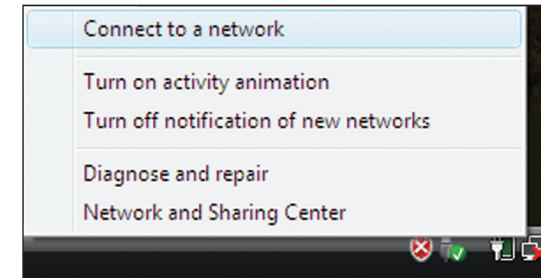 Connect to a network
Turn on activity animation
Turn off notification of new networks
Diagnose and repair
Network and Sharing Center